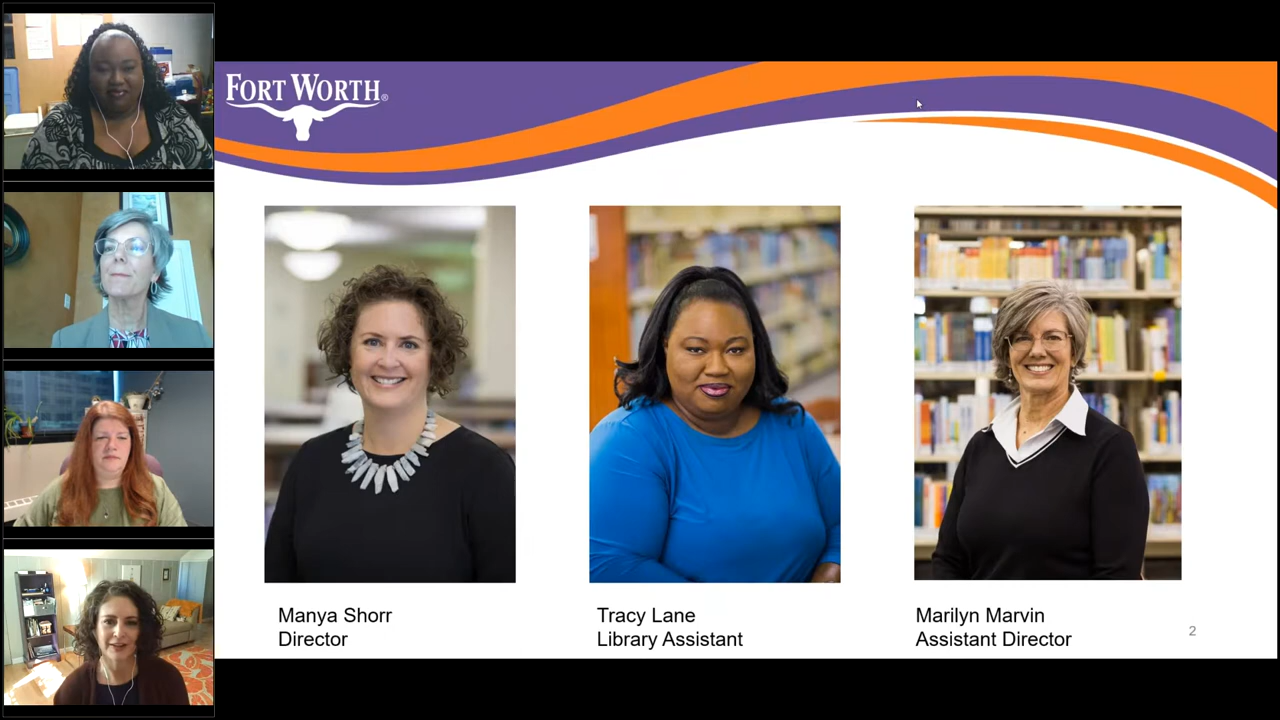 FORT WORTH®
Manya Shorr
Director
Tracy Lane
Library Assistant
Marilyn Marvin
Assistant Director
2